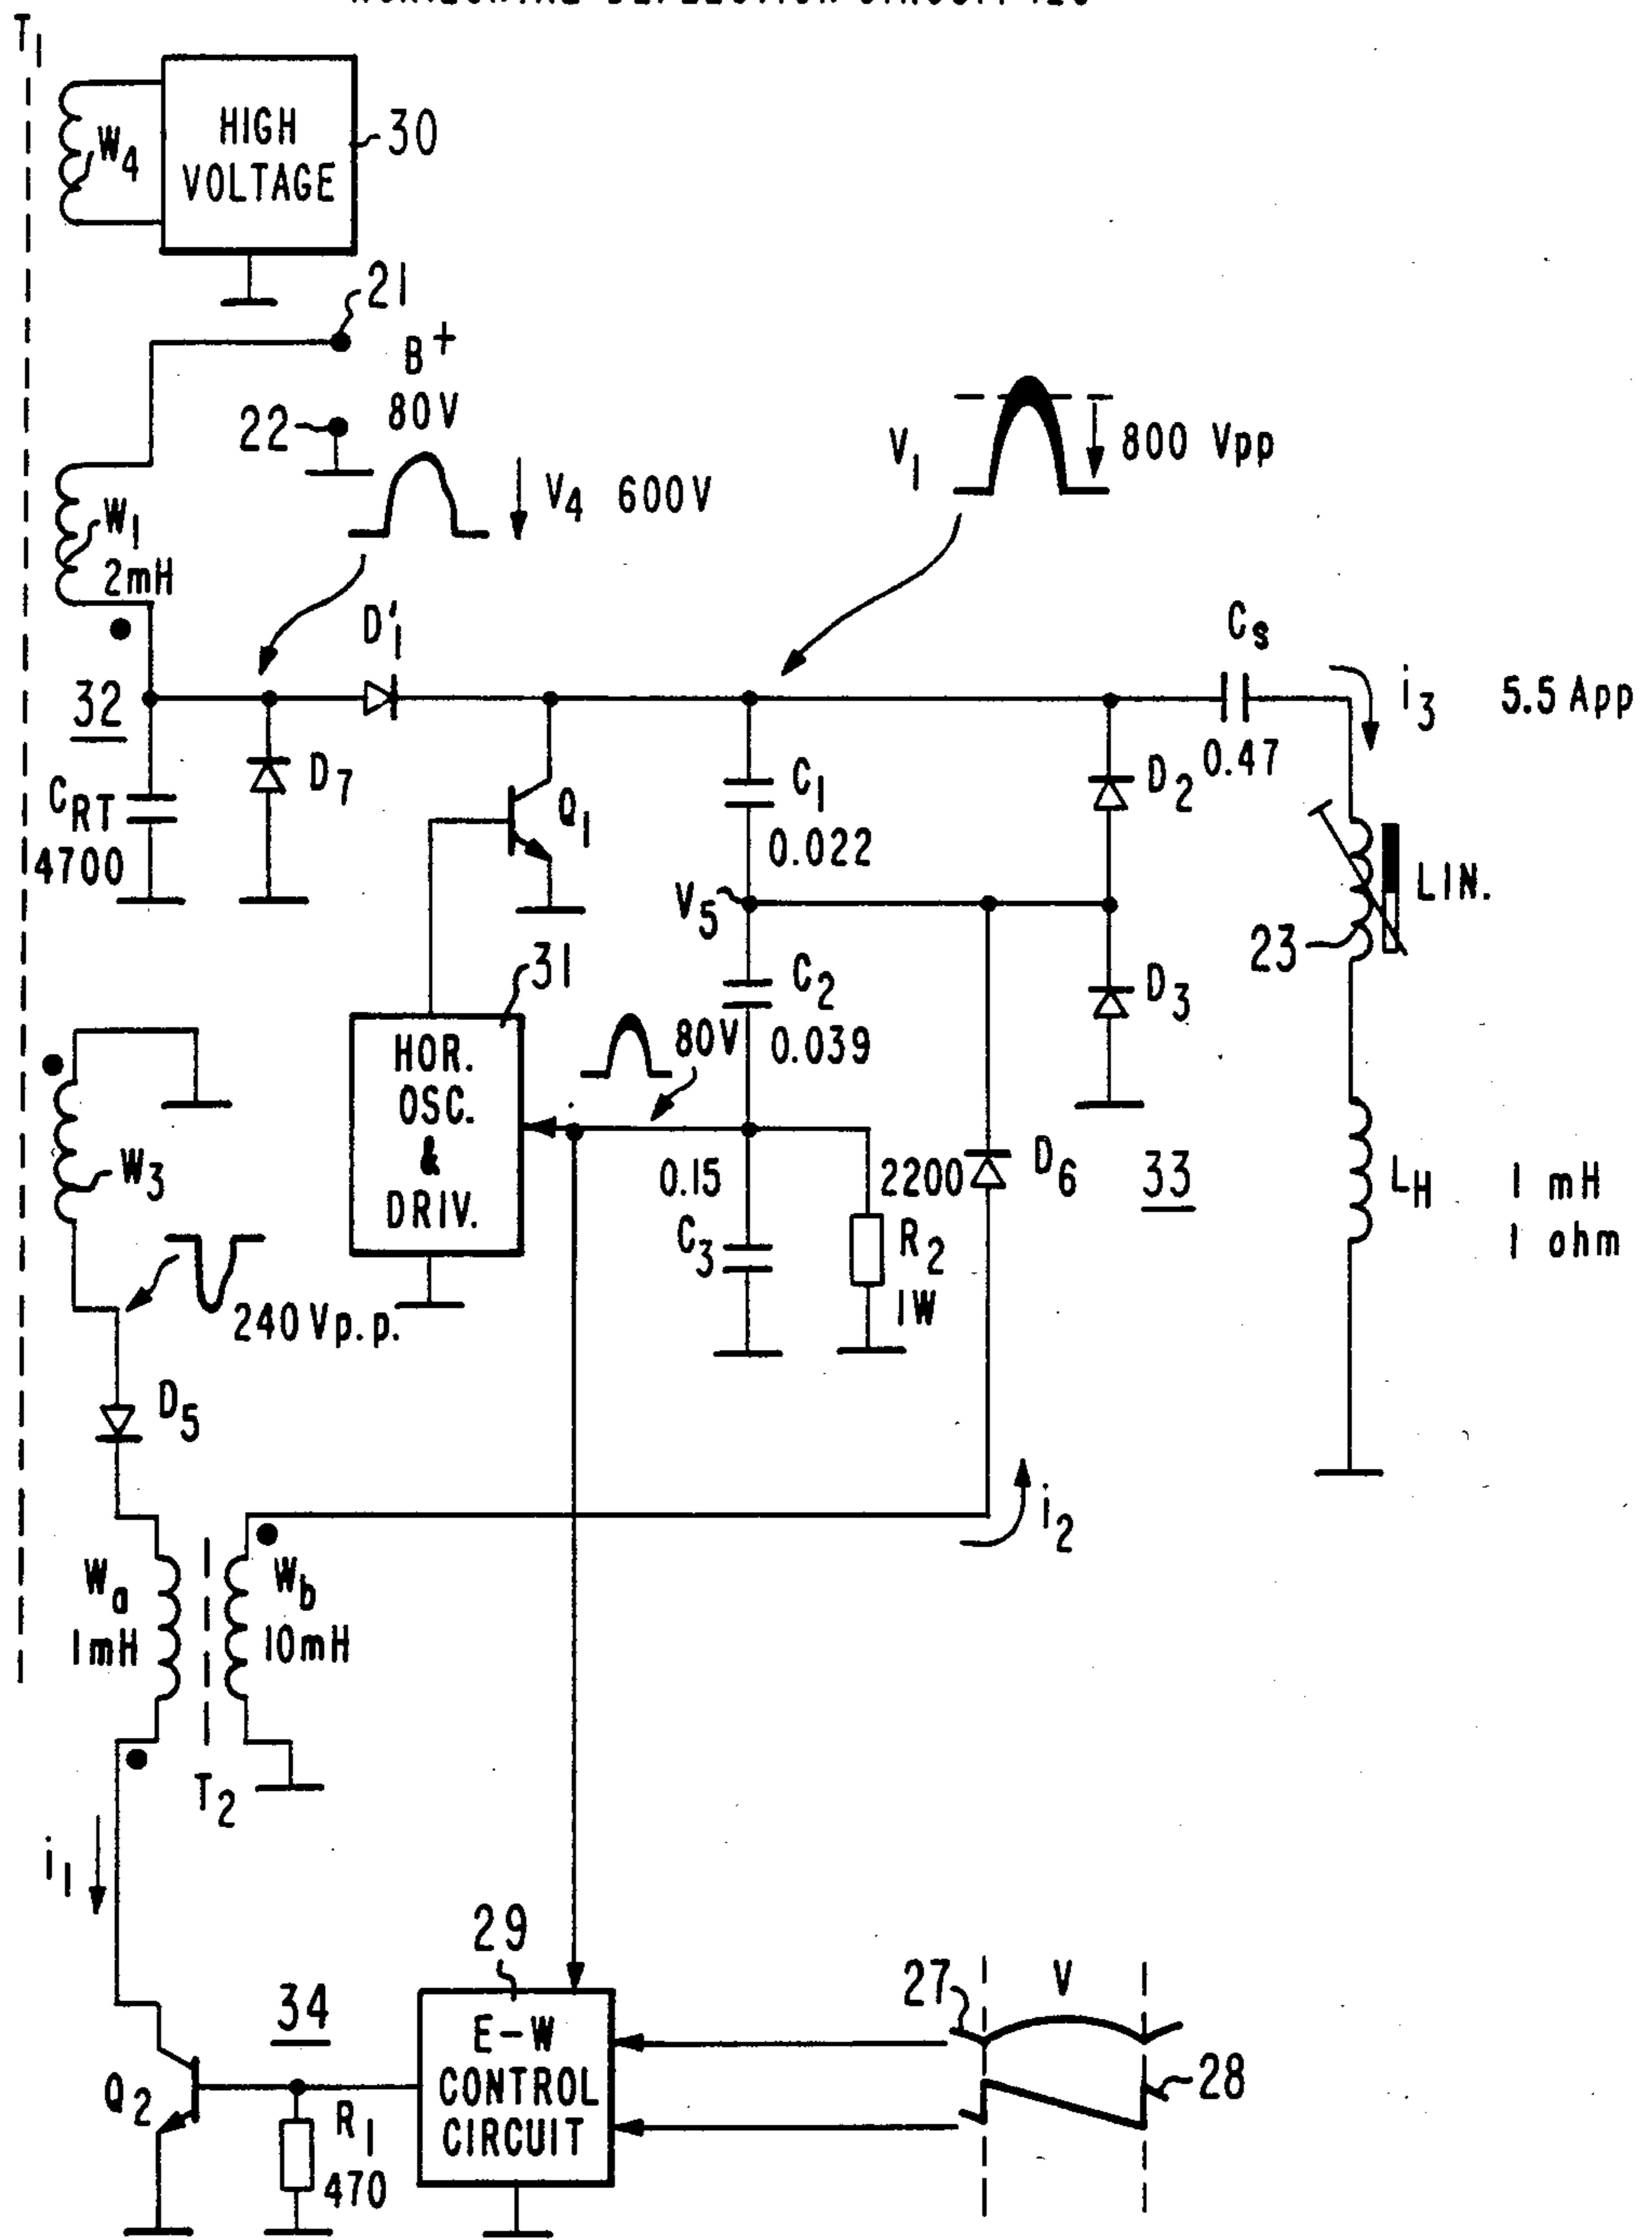 T1
HIGH
VOLTAGE
W4
30
21
B+
80V
22
V4 600V
V1
800 Vpp
W1
2mH
D'1
Cs
0.47
i3
5.5 App
32
CRT
4700
D7
Q1
C1
0.022
D2
V5
LIN.
23
31
C2
0.039
D3
HOR.
OSC.
&
DRIV.
80V
W3
0.15
C3
2200
R2
1W
D6
33
LH
1 mH
1 ohm
240 Vp.p.
D5
i2
Wa
1mH
Wb
10mH
T2
i1
29
34
E-W
CONTROL
CIRCUIT
27
V
28
Q2
R1
470